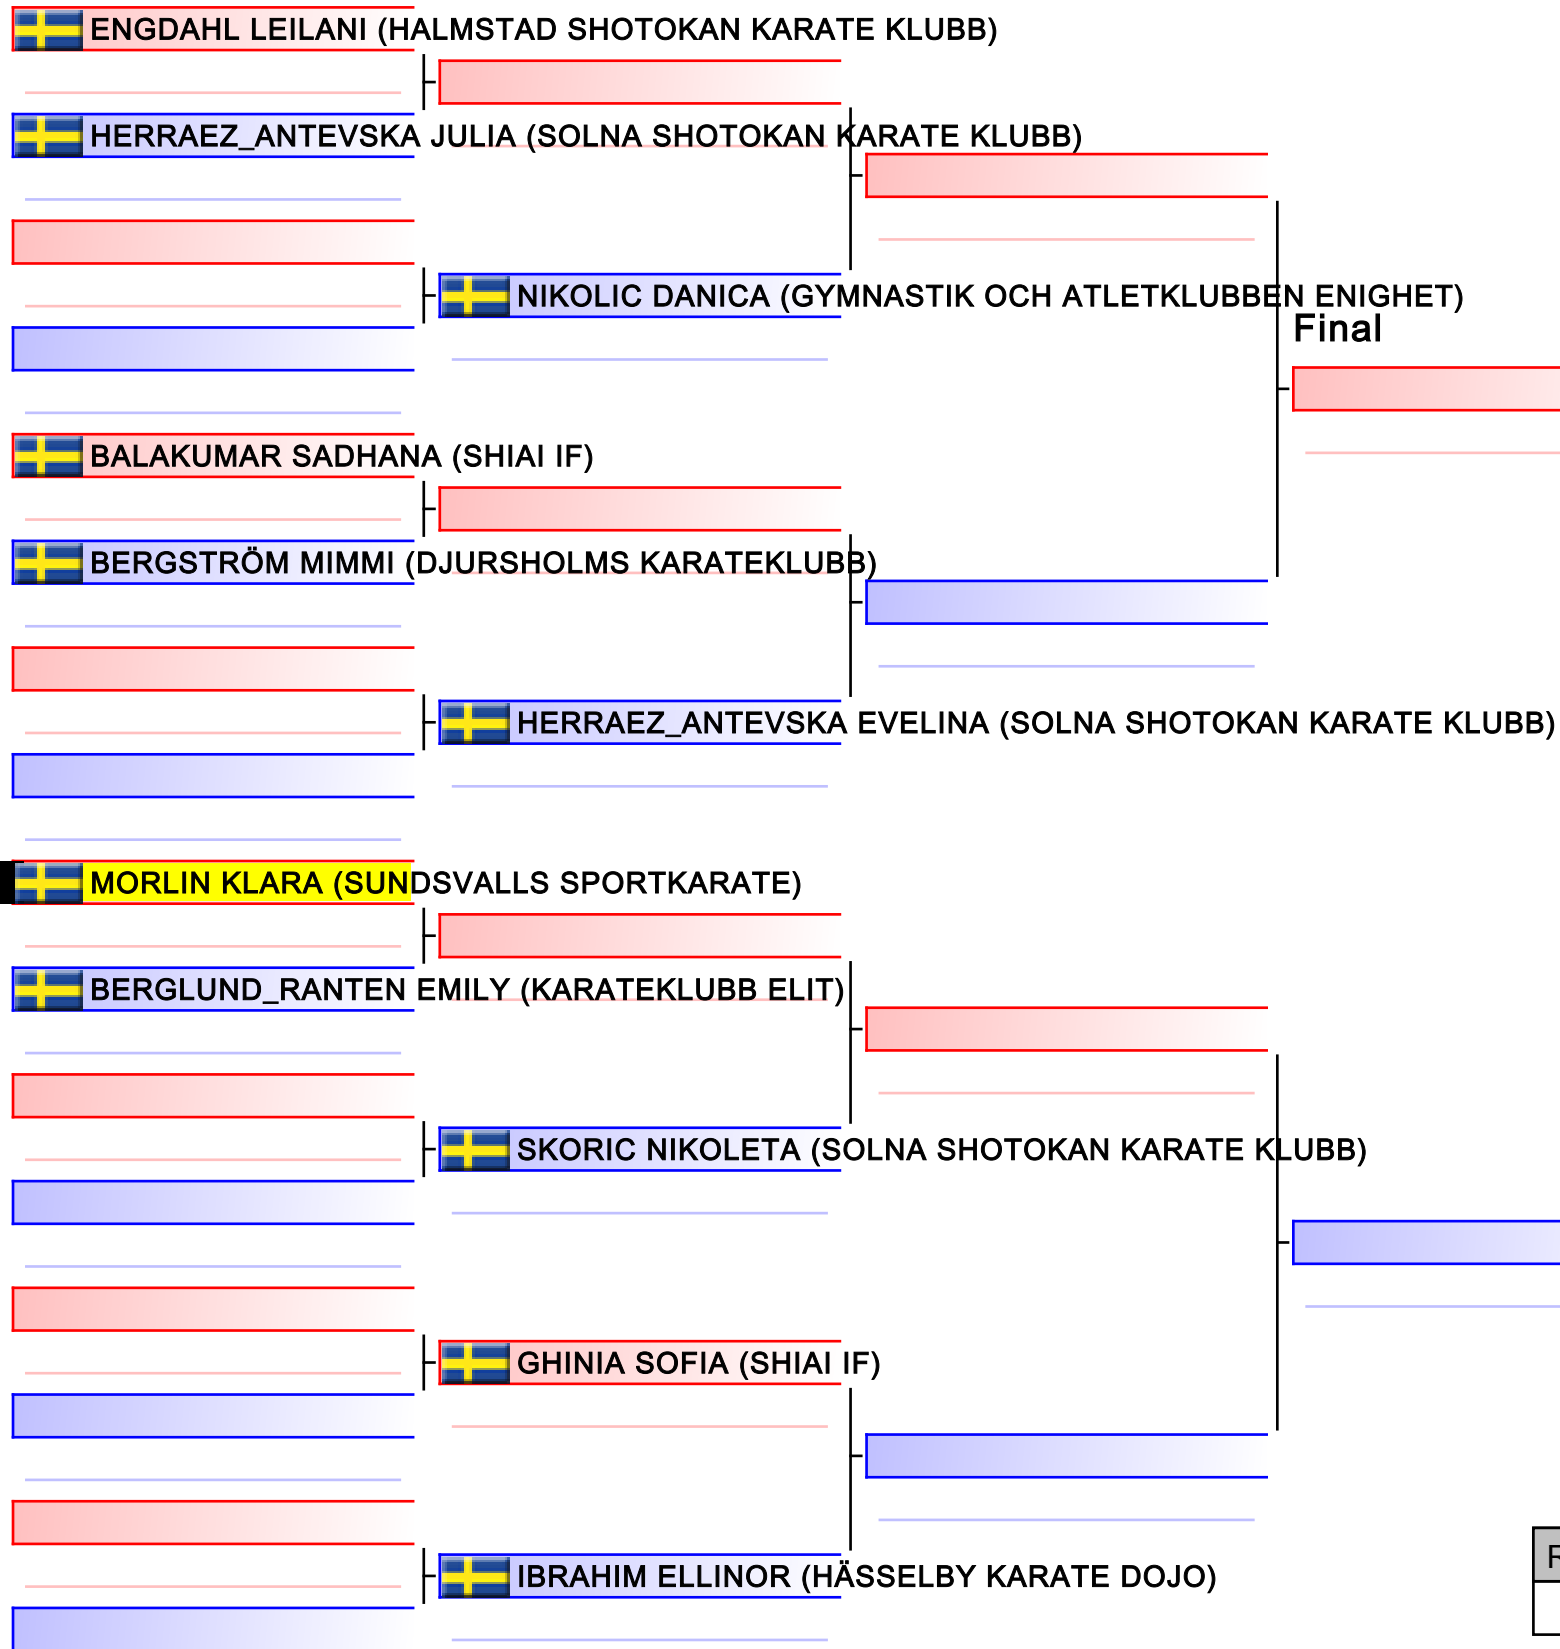 ENGDAHL LEILANI (HALMSTAD SHOTOKAN KARATE KLUBB)
HERRAEZ_ANTEVSKA JULIA (SOLNA SHOTOKAN KARATE KLUBB)
NIKOLIC DANICA (GYMNASTIK OCH ATLETKLUBBEN ENIGHET)
Final
BALAKUMAR SADHANA (SHIAI IF)
BERGSTRÖM MIMMI (DJURSHOLMS KARATEKLUBB)
HERRAEZ_ANTEVSKA EVELINA (SOLNA SHOTOKAN KARATE KLUBB)
MORLIN KLARA (SUNDSVALLS SPORTKARATE)
BERGLUND_RANTEN EMILY (KARATEKLUBB ELIT)
SKORIC NIKOLETA (SOLNA SHOTOKAN KARATE KLUBB)
GHINIA SOFIA (SHIAI IF)
IBRAHIM ELLINOR (HÄSSELBY KARATE DOJO)